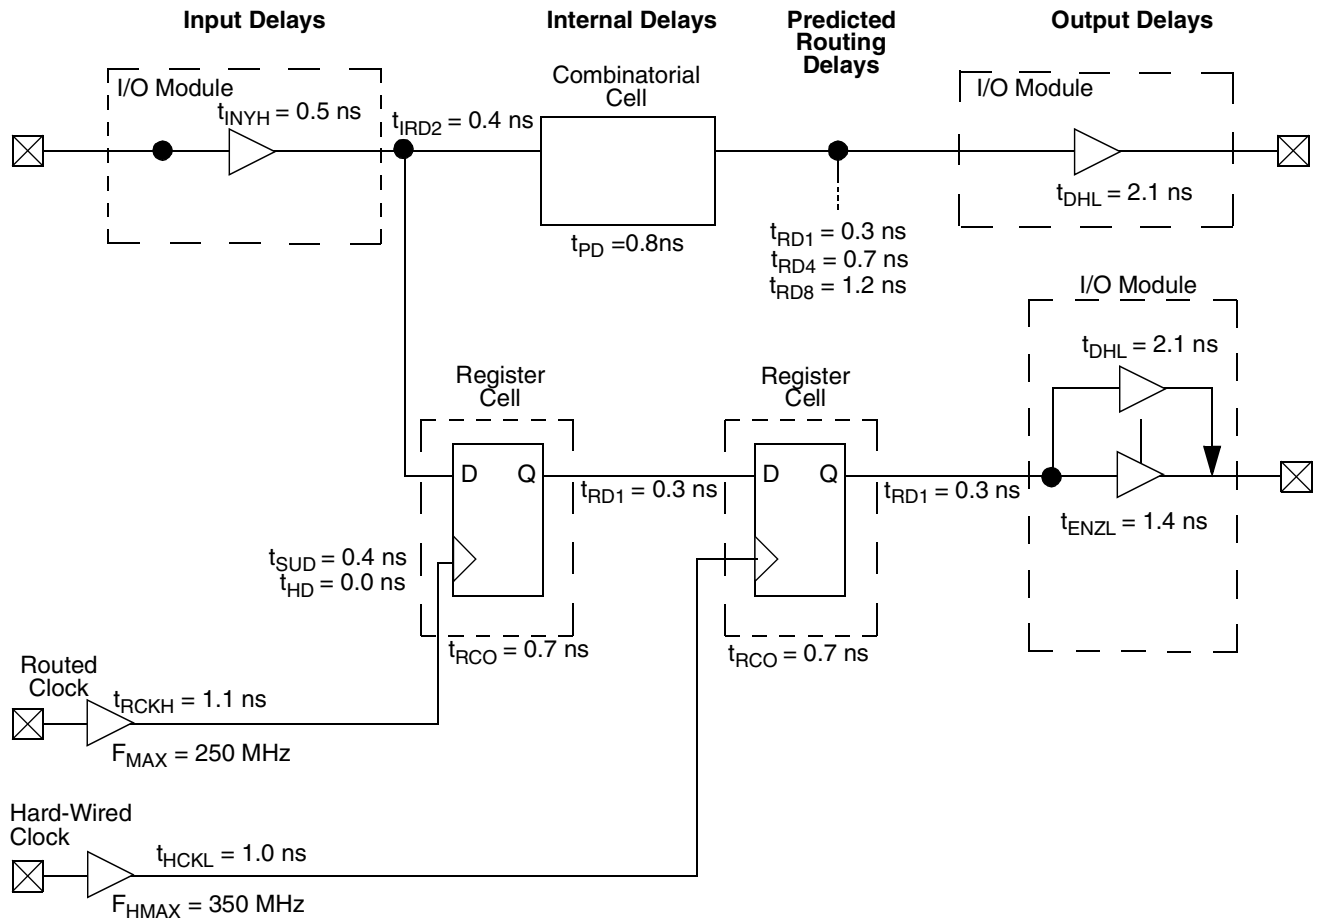 Input Delays
Internal Delays
Predicted
Routing
Delays
Output Delays
I/O Module
tINYH = 0.5 ns
tIRD2 = 0.4 ns
Combinatorial
Cell
tPD =0.8ns
tRD1 = 0.3 ns
tRD4 = 0.7 ns
tRD8 = 1.2 ns
I/O Module
tDHL = 2.1 ns
I/O Module
tDHL = 2.1 ns
tENZL = 1.4 ns
Register
Cell
D Q
tRD1 = 0.3 ns
Register
Cell
D Q
tRD1 = 0.3 ns
tSUD = 0.4 ns
tHD = 0.0 ns
tRCO = 0.7 ns
tRCO = 0.7 ns
Routed
Clock
tRCKH = 1.1 ns
FMAX = 250 MHz
Hard-Wired
Clock
tHCKL = 1.0 ns
FHMAX = 350 MHz